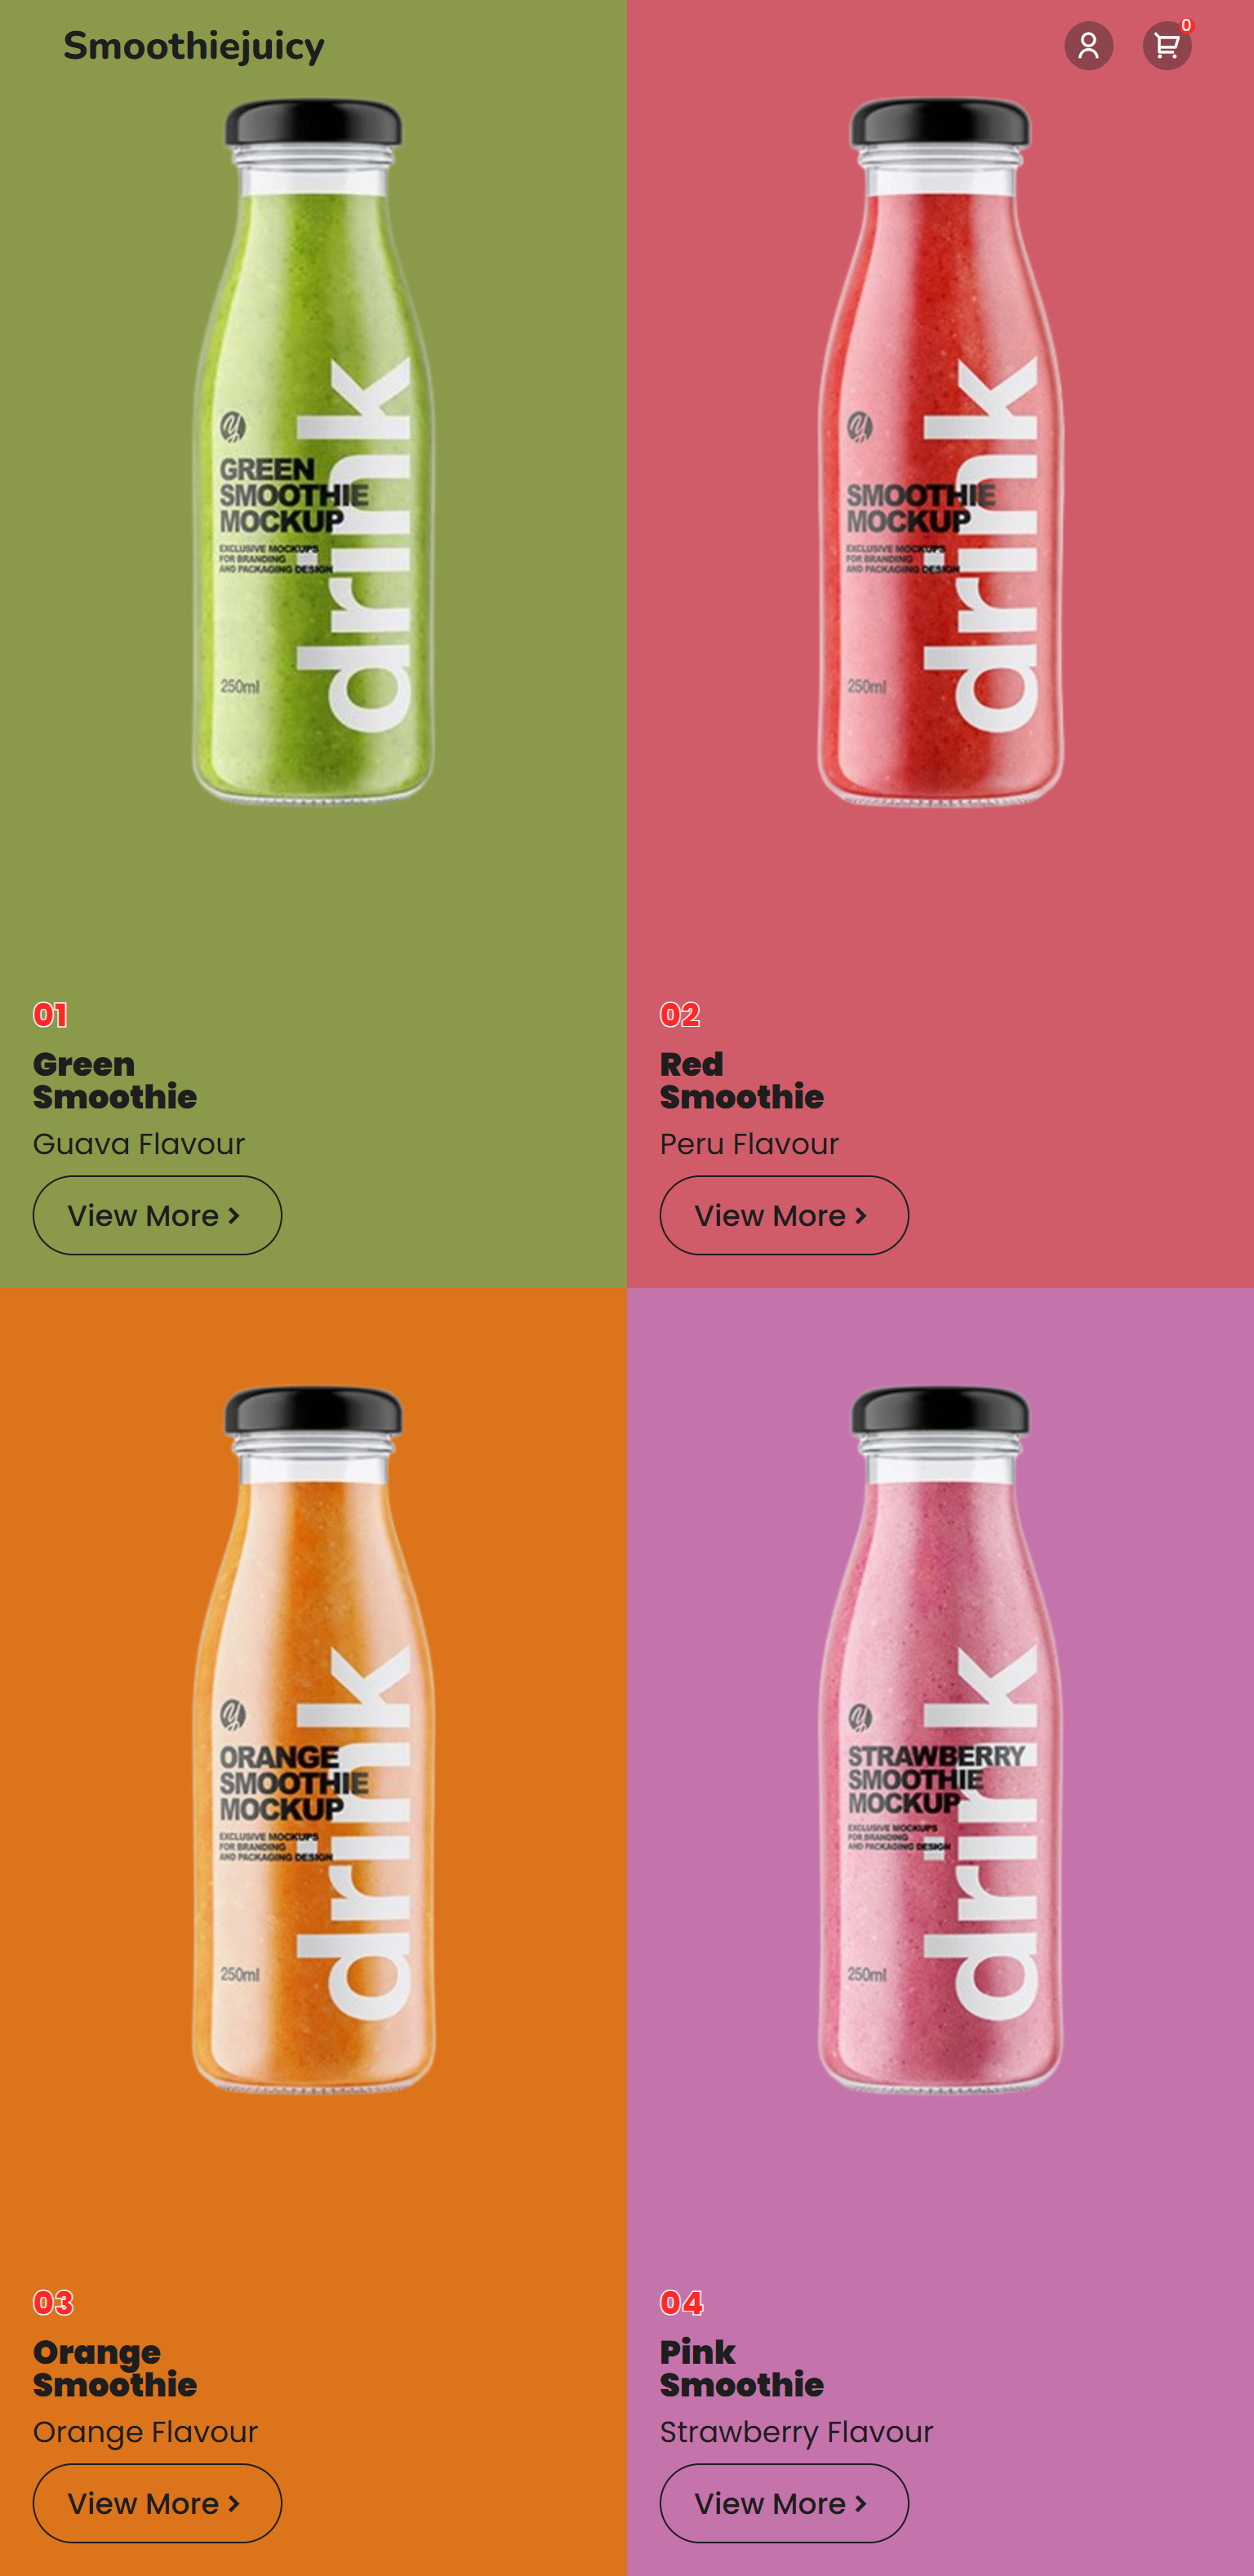 Smoothiejuicy
0
GREEN
SMOOTHIE
MOCKUP
EXCLUSIVE MOCKUPS
FOR BRANDING
AND PACKAGING DESIGN
250ml
drink
SMOOTHIE
MOCKUP
EXCLUSIVE MOCKUPS
FOR BRANDING
AND PACKAGING DESIGN
250ml
drink
01
Green
Smoothie
Guava Flavour
View More
02
Red
Smoothie
Peru Flavour
View More
ORANGE
SMOOTHIE
MOCKUP
EXCLUSIVE MOCKUPS
FOR BRANDING
AND PACKAGING DESIGN
250ml
drink
STRAWBERRY
SMOOTHIE
MOCKUP
EXCLUSIVE MOCKUPS
FOR BRANDING
AND PACKAGING DESIGN
250ml
drink
03
Orange
Smoothie
Orange Flavour
View More
04
Pink
Smoothie
Strawberry Flavour
View More